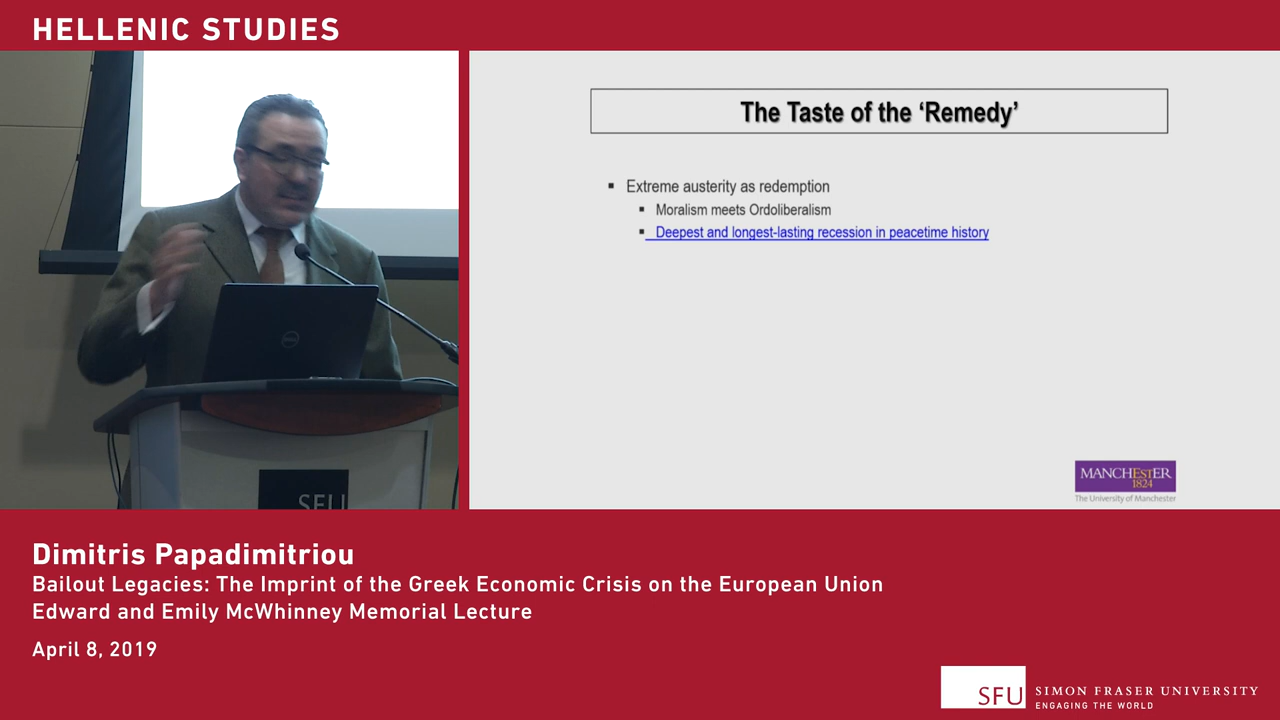 HELLENIC STUDIES
The Taste of the ‘Remedy’
Extreme austerity as redemption
Moralism meets Ordoliberalism
Deepest and longest-lasting recession in peacetime history
MANCHESTER
1824
The University of Manchester
SFU
Dimitris Papadimitriou
Bailout Legacies: The Imprint of the Greek Economic Crisis on the European Union
Edward and Emily McWhinney Memorial Lecture
April 8, 2019
SFU
SIMON FRASER UNIVERSITY
ENGAGING THE WORLD